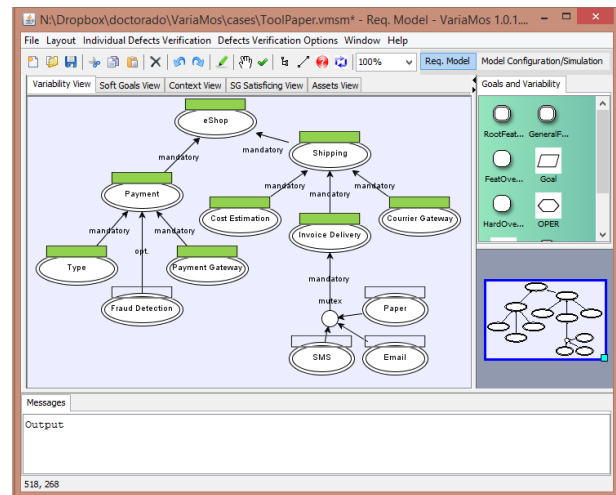 N:\Dropbox\doctorado\VariaMos\cases\ToolPaper.vmsm* - Req. Model - VariaMos 1.0.1....
File Layout Individual Defects Verification Defects Verification Options Window Help
100% Req. Model Model Configuration/Simulation
Variability View Soft Goals View Context View SG Satisficing View Assets View
Goals and Variability
eShop
mandatory
mandatory
Shipping
Payment
mandatory
mandatory
mandatory
Cost Estimation
Invoice Delivery
Courrier Gateway
mandatory
opt.
mandatory
Type
Payment Gateway
Fraud Detection
mandatory
mutex
Paper
SMS
Email
RootFeat... GeneralF...
FeatOve... Goal
HardOve... OPER
Messages
Output
518, 268